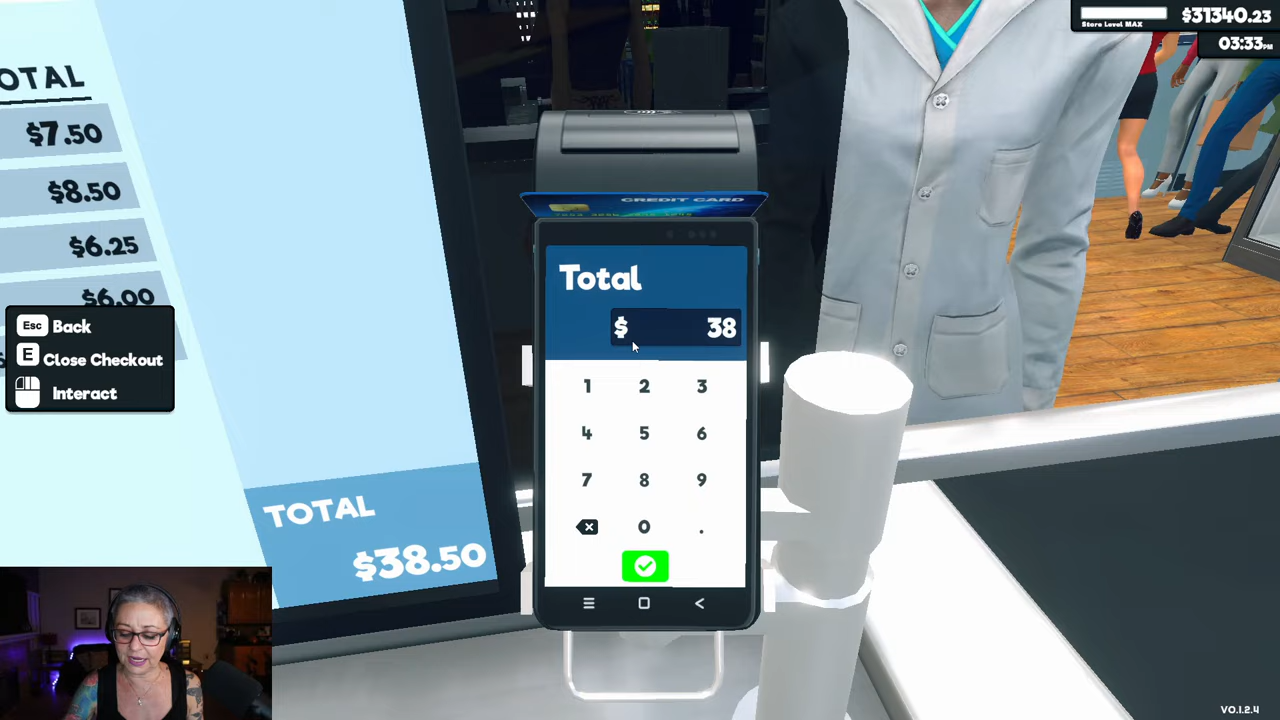 $31340.23
Store Level MAX
03:33PM
OTAL
$7.50
$8.50
$6.25
$6.00
Esc Back
E Close Checkout
Interact
CREDIT CARD
Total
$ 38
1 2 3
4 5 6
7 8 9
0 .
TOTAL
$38.50
V0.1.2.4